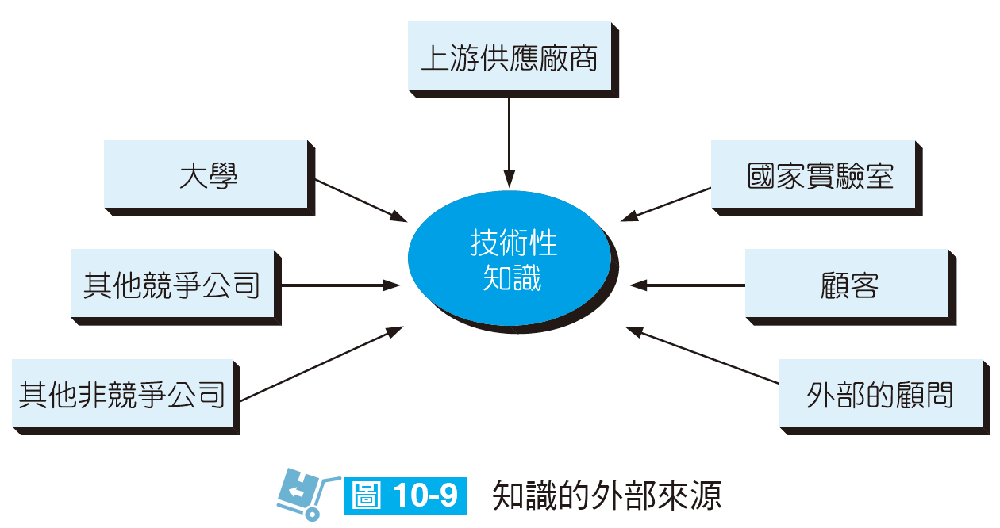 上游供應廠商
大學
國家實驗室
技術性
知識
其他競爭公司
顧客
其他非競爭公司
外部的顧問
圖 10-9 知識的外部來源